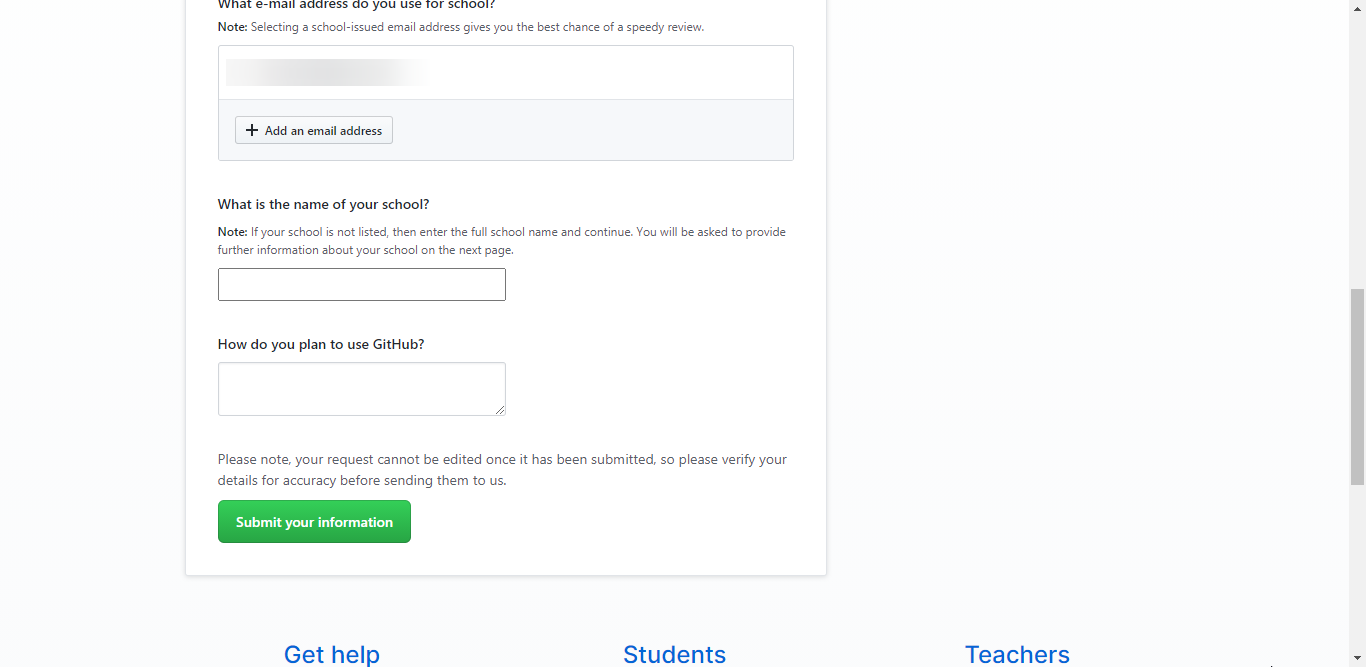 What e-mail address do you use for school?
Note: Selecting a school-issued email address gives you the best chance of a speedy review.
Add an email address
What is the name of your school?
Note: If your school is not listed, then enter the full school name and continue. You will be asked to provide
further information about your school on the next page.
How do you plan to use GitHub?
Please note, your request cannot be edited once it has been submitted, so please verify your
details for accuracy before sending them to us.
Submit your information
Get help
Students
Teachers